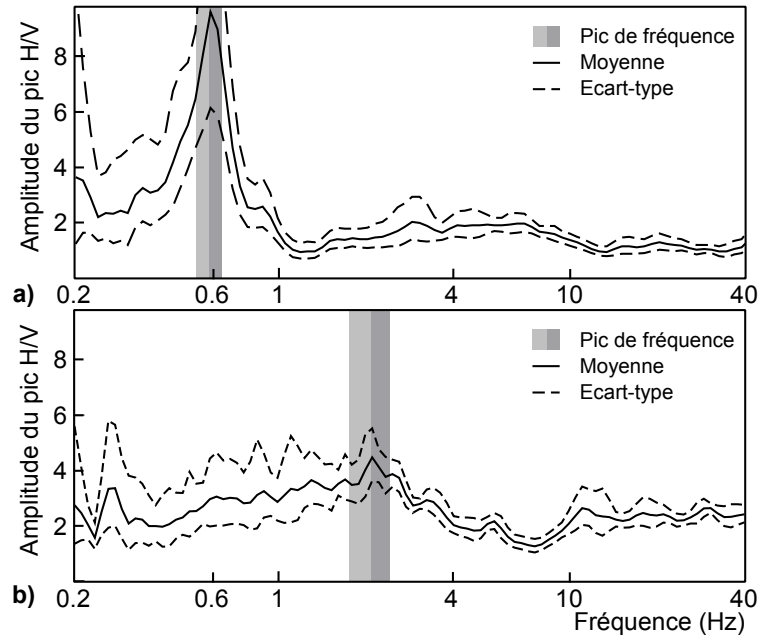 Amplitude du pic H/V
8
6
4
2
Pic de fréquence
Moyenne
Ecart-type
a)
0.2 0.6 1 4 10 40
Amplitude du pic H/V
8
6
4
2
Pic de fréquence
Moyenne
Ecart-type
b)
0.2 0.6 1 4 10 40
Fréquence (Hz)